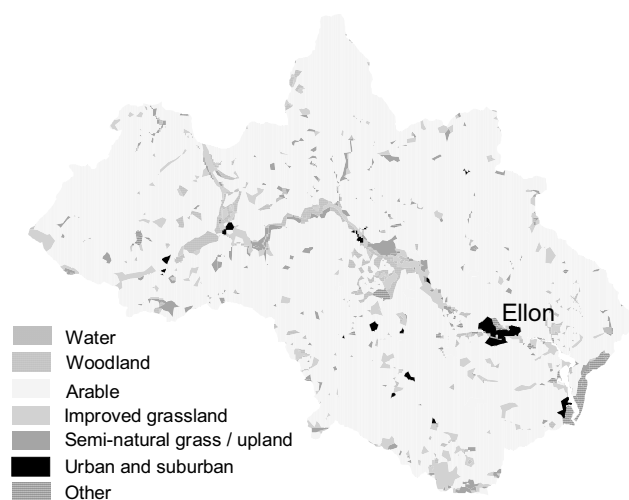 Ellon
Water
Woodland
Arable
Improved grassland
Semi-natural grass / upland
Urban and suburban
Other